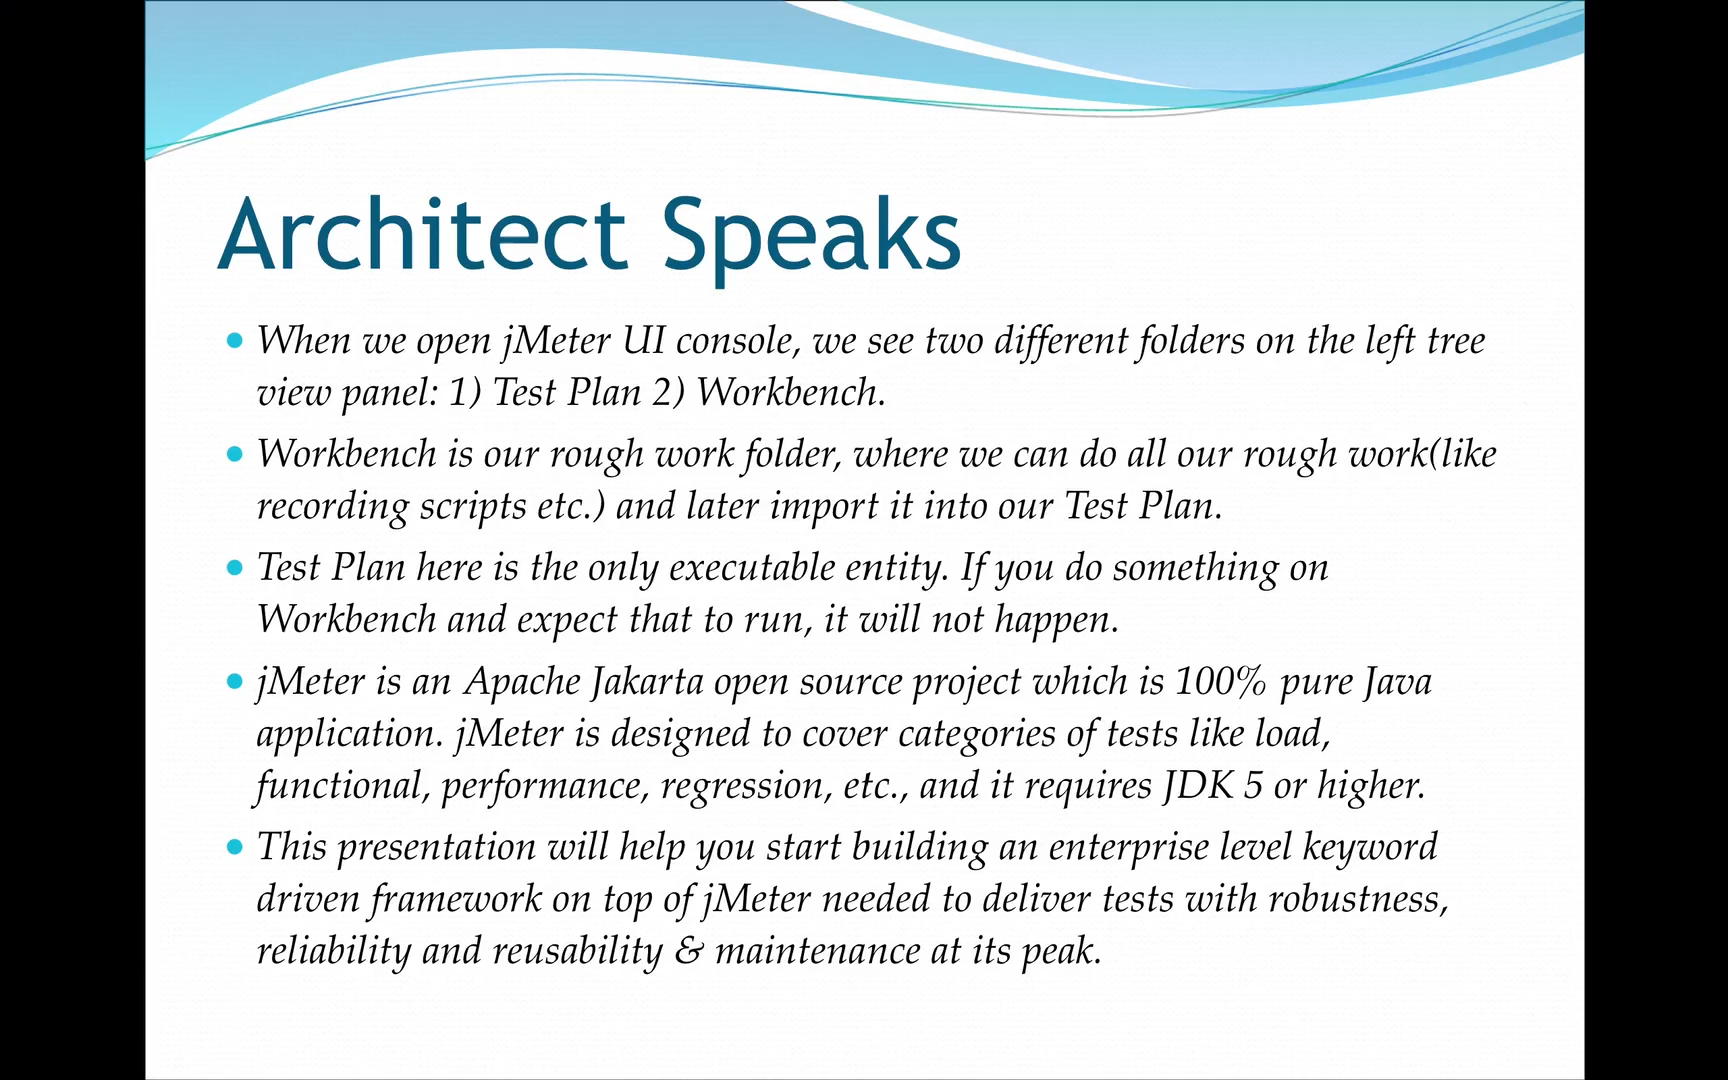 Architect Speaks
When we open jMeter UI console, we see two different folders on the left tree
view panel: 1) Test Plan 2) Workbench.
Workbench is our rough work folder, where we can do all our rough work(like
recording scripts etc.) and later import it into our Test Plan.
Test Plan here is the only executable entity. If you do something on
Workbench and expect that to run, it will not happen.
jMeter is an Apache Jakarta open source project which is 100% pure Java
application. jMeter is designed to cover categories of tests like load,
functional, performance, regression, etc., and it requires JDK 5 or higher.
This presentation will help you start building an enterprise level keyword
driven framework on top of jMeter needed to deliver tests with robustness,
reliability and reusability & maintenance at its peak.